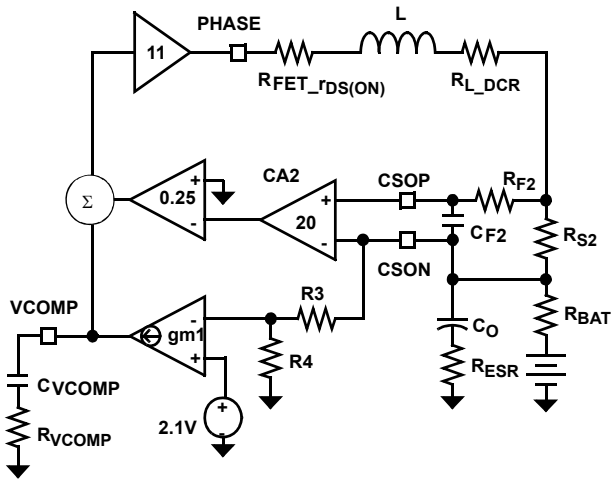 PHASE
L
11
RFET_rDS(ON)
RL_DCR
CA2
CSOP
RF2
+
0.25
-
+
20
-
CF2
RS2
Σ
CSON
VCOMP
R3
RBAT
-
gm1
+
R4
CO
RESR
CVCOMP
RVCOMP
2.1V
+
-